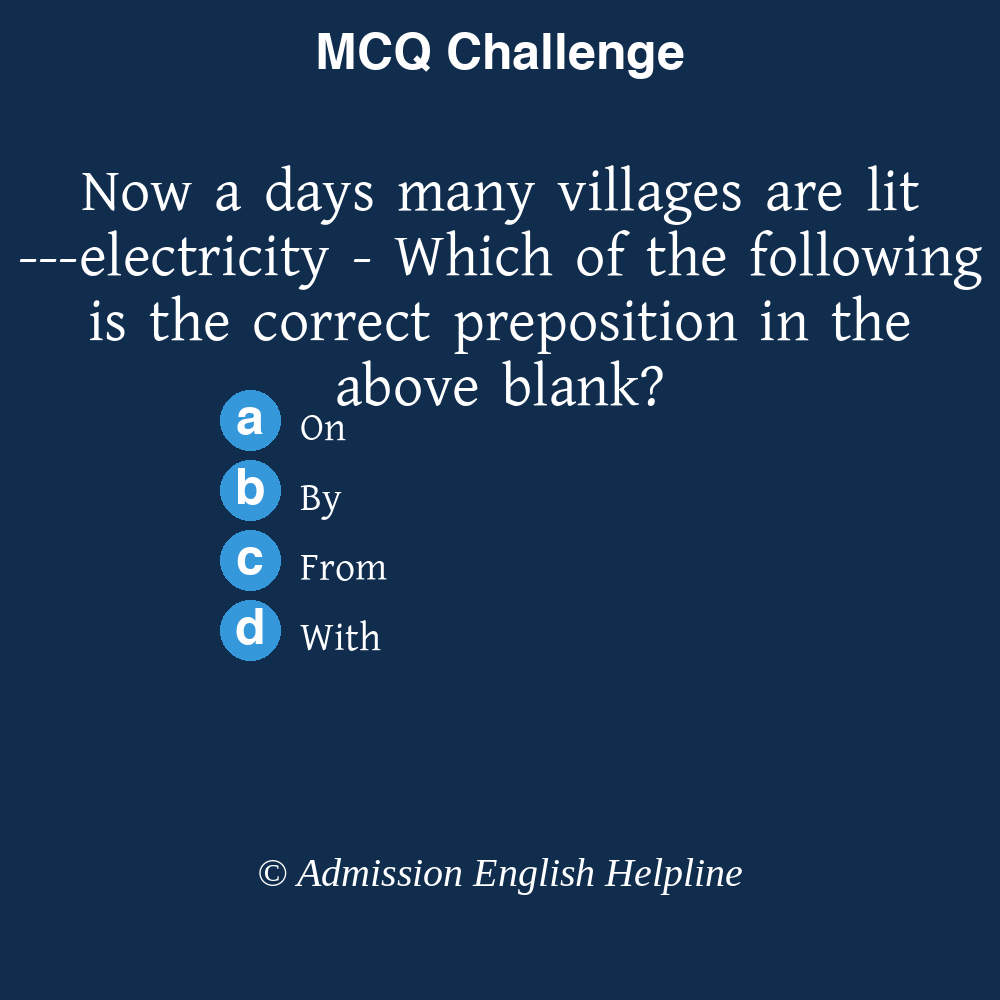 MCQ Challenge
Now a days many villages are lit
---electricity - Which of the following
is the correct preposition in the
above blank?
a On
b By
c From
d With
© Admission English Helpline